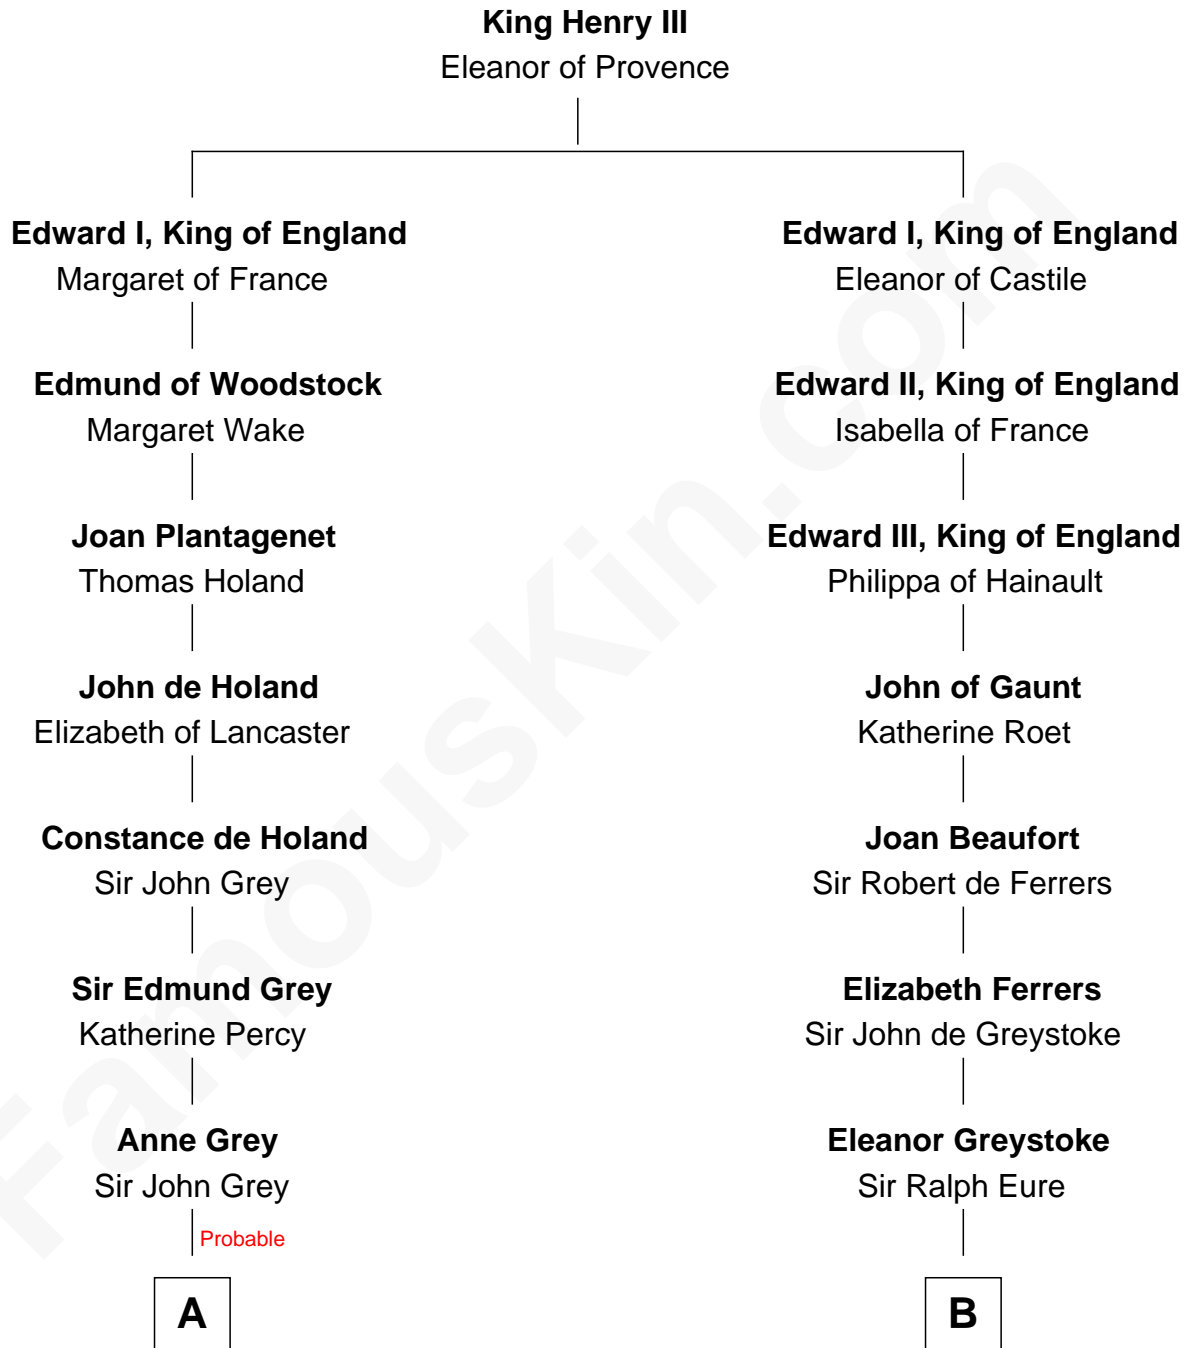 King Henry III
Eleanor of Provence
Edward I, King of England
Margaret of France
Edward I, King of England
Eleanor of Castile
Edmund of Woodstock
Margaret Wake
Edward II, King of England
Isabella of France
Joan Plantagenet
Thomas Holand
Edward III, King of England
Philippa of Hainault
John de Holand
Elizabeth of Lancaster
John of Gaunt
Katherine Roet
Constance de Holand
Sir John Grey
Joan Beaufort
Sir Robert de Ferrers
Sir Edmund Grey
Katherine Percy
Elizabeth Ferrers
Sir John de Greystoke
Anne Grey
Sir John Grey
Eleanor Greystoke
Sir Ralph Eure
Probable
A
B
FamousKin.com